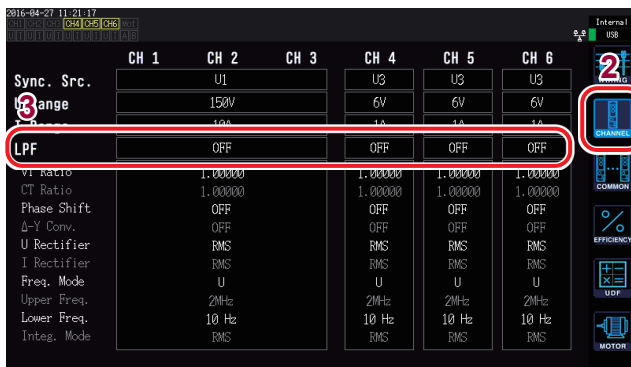 2016-04-27 11:21:17
CH1 CH2 CH3 CH4 CH5 CH6 Mot
U I U I U I U I U I U I A B
Internal
USB
CH 1 CH 2 CH 3 CH 4 CH 5 CH 6
2
Sync. Src. U1 U3 U3 U3
3
ange 150V 6V 6V 6V
CHANNEL
LPF OFF OFF OFF OFF
VT Ratio 1.00000 1.00000 1.00000 1.00000
CT Ratio 1.00000 1.00000 1.00000 1.00000
COMMON
Phase Shift OFF OFF OFF OFF
Δ-Y Conv. OFF OFF OFF OFF
U Rectifier RMS RMS RMS RMS
EFFICIENCY
I Rectifier RMS RMS RMS RMS
Freq. Mode U U U U
Upper Freq. 2MHz 2MHz 2MHz 2MHz
UDF
Lower Freq. 10 Hz 10 Hz 10 Hz 10 Hz
Integ. Mode RMS RMS RMS RMS
MOTOR